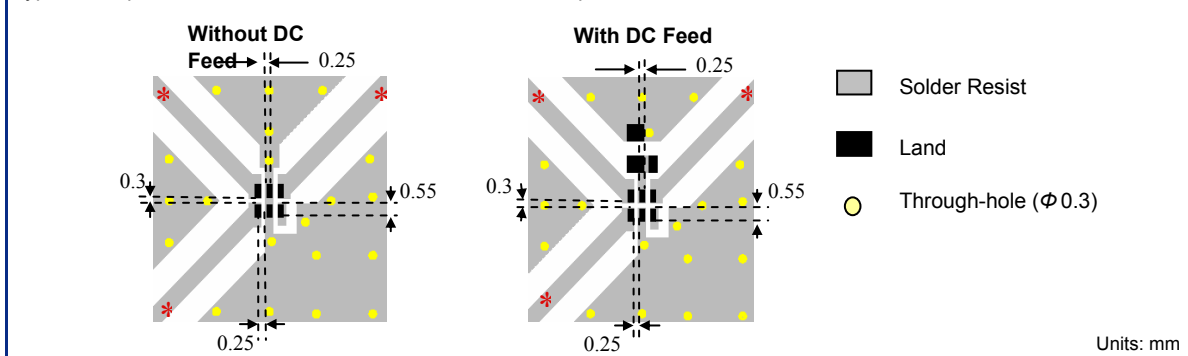 Without DC
Feed
0.25
0.3
0.55
0.25
With DC Feed
0.25
0.3
0.55
0.25
Solder Resist
Land
Through-hole (Φ 0.3)
Units: mm